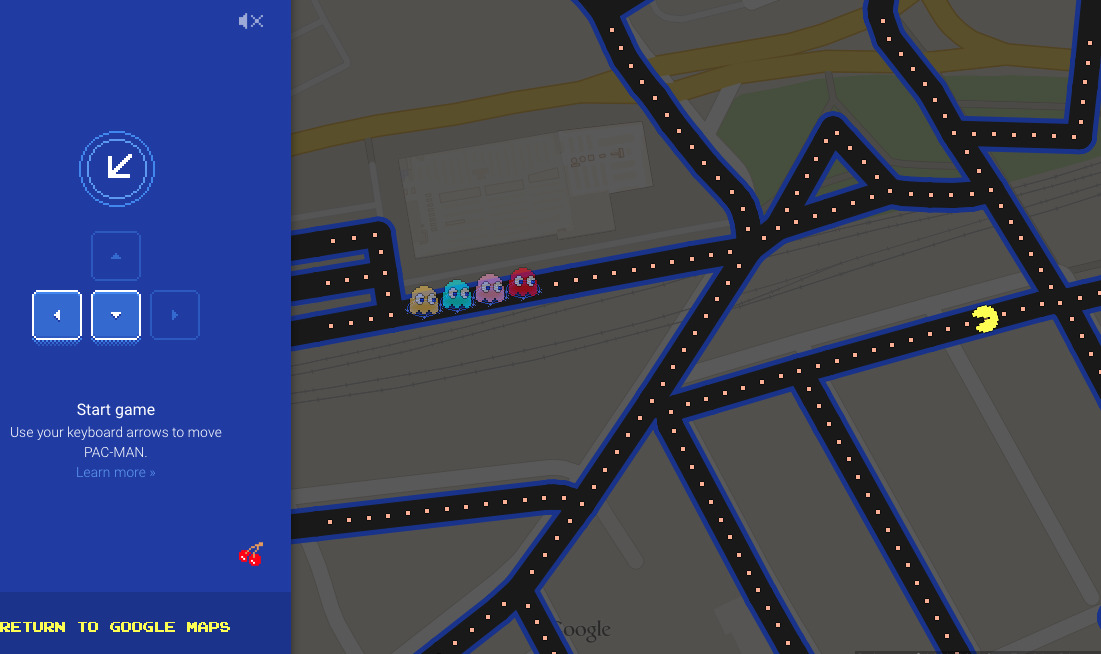 Start game
Use your keyboard arrows to move
PAC-MAN.
Learn more »
RETURN TO GOOGLE MAPS
Google